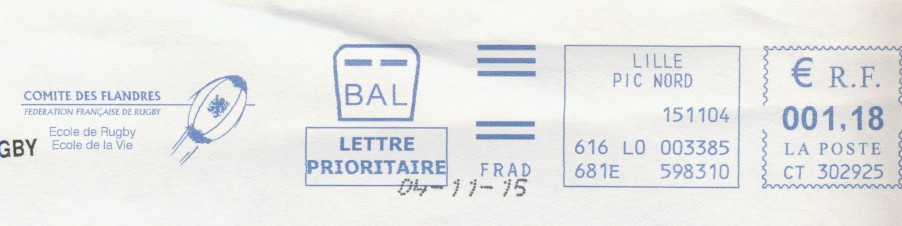 COMITE DES FLANDRES
FEDERATION FRANÇAISE DE RUGBY
Ecole de Rugby
Ecole de la Vie
GBY
BAL
LETTRE
PRIORITAIRE
FRAD
04-11-15
LILLE
PIC NORD
151104
616 LO 003385
681E 598310
€ R.F.
001,18
LA POSTE
CT 302925